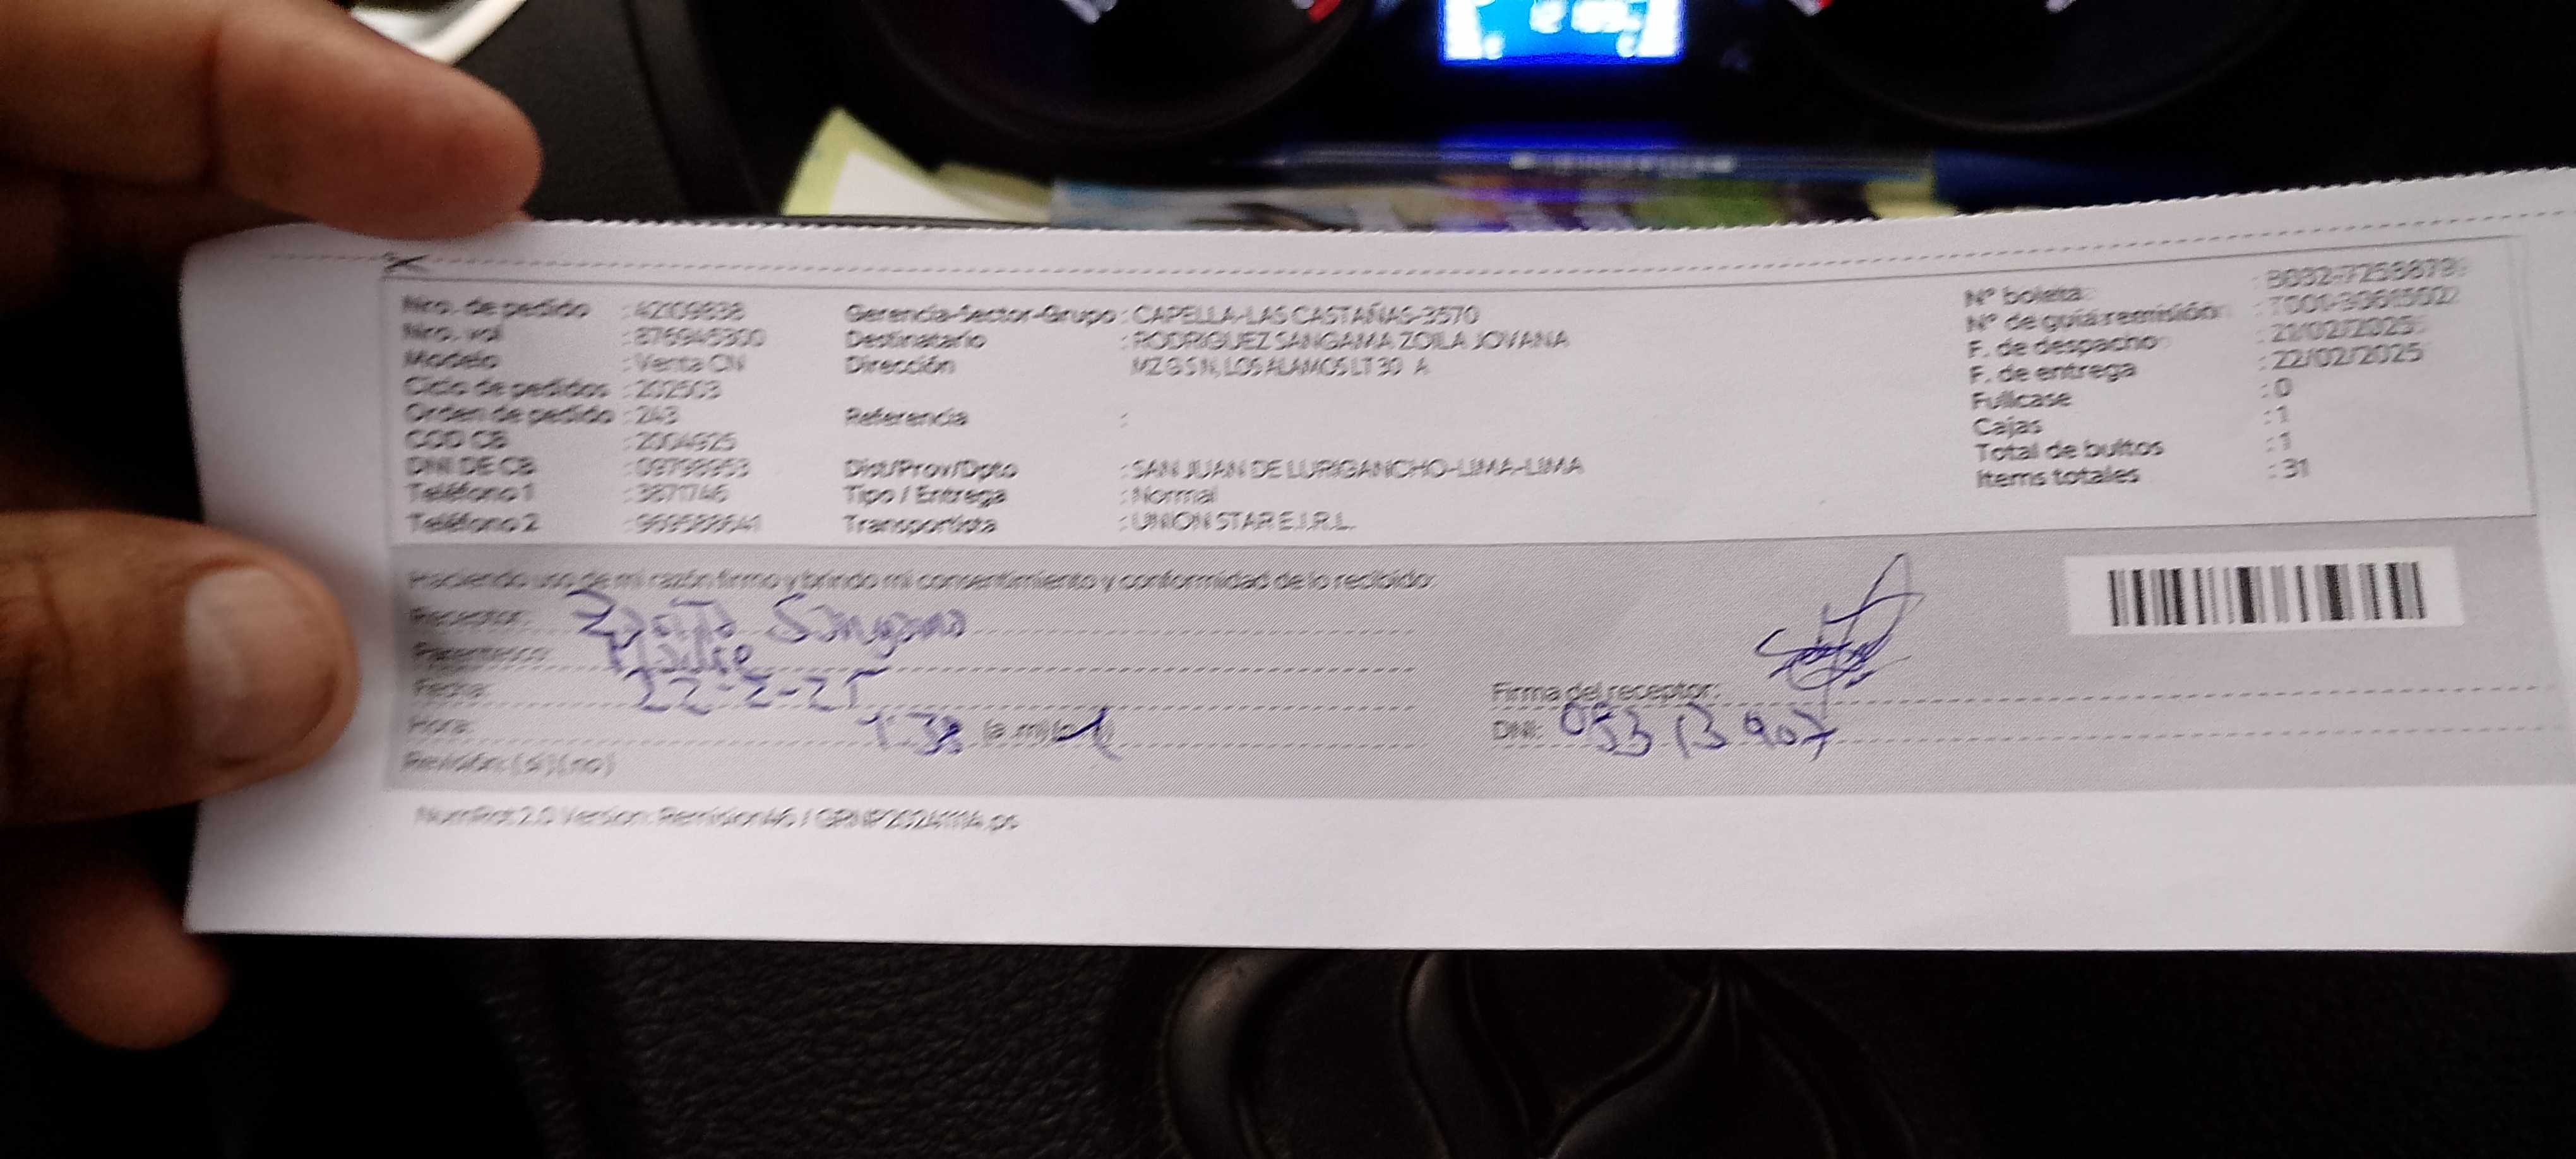 Nro. de pedido : 42109838
Nro. vol : 876945300
Modelo : Venta CN
Ciclo de pedidos : 202503
Orden de pedido : 243
COD CB : 2004925
DNI DE CB : 09798953
Teléfono 1 : 3871746
Teléfono 2 : 969588641
Gerencia-Sector-Grupo : CAPELLA-LAS CASTAÑAS-3570
Destinatario : RODRIGUEZ SANGAMA ZOILA JOVANA
Dirección MZ G S N, LOS ALAMOS LT 30 A
Referencia :
Dist/Prov/Dpto : SAN JUAN DE LURIGANCHO-LIMA-LIMA
Tipo / Entrega : Normal
Transportista : UNION STAR E.I.R.L.
N° boleta :
N° de guía remisión :
F. de despacho : 21/02/2025
F. de entrega : 22/02/2025
Fullcase : 0
Cajas : 1
Total de bultos : 1
Items totales : 31
Haciendo uso de mi razón firmo y brindo mi consentimiento y conformidad de lo recibido:
Receptor:
Parentesco: Madre
Fecha: 22-2-25
Hora: 1:38 (a.m)
Revisión: (si) (no)
Firma del receptor:
DNI: